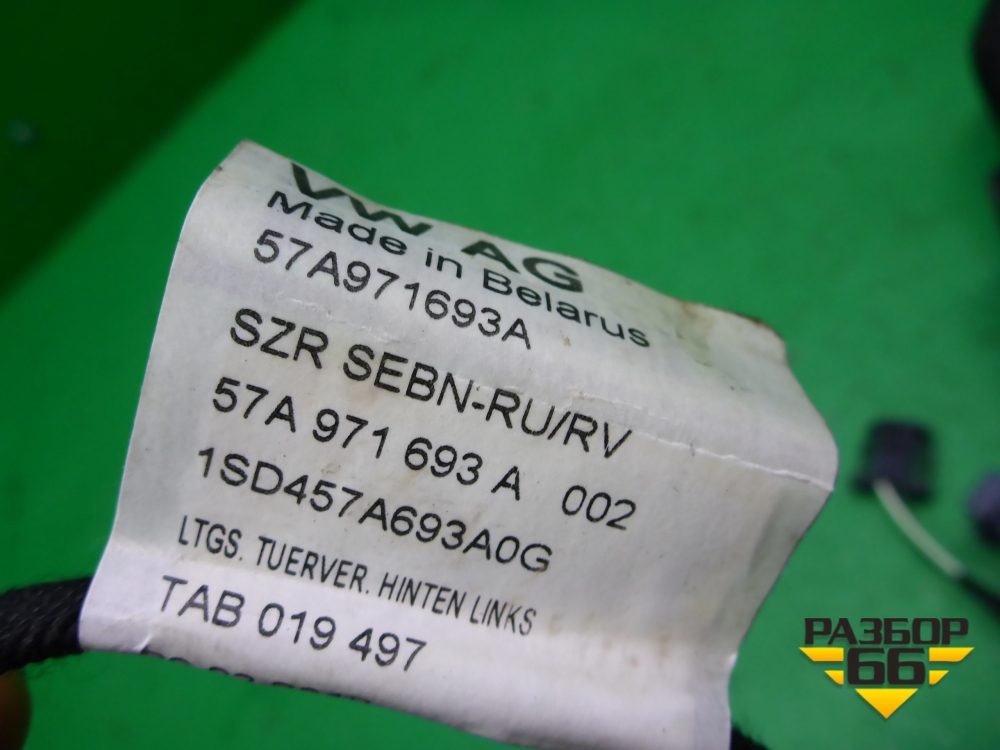 VW AG
Made in Belarus
57A971693A
SZR SEBN-RU/RV
57A 971 693 A 002
1SD457A693A0G
LTGS. TUERVER. HINTEN LINKS
TAB 019 497
РАЗБОР
66